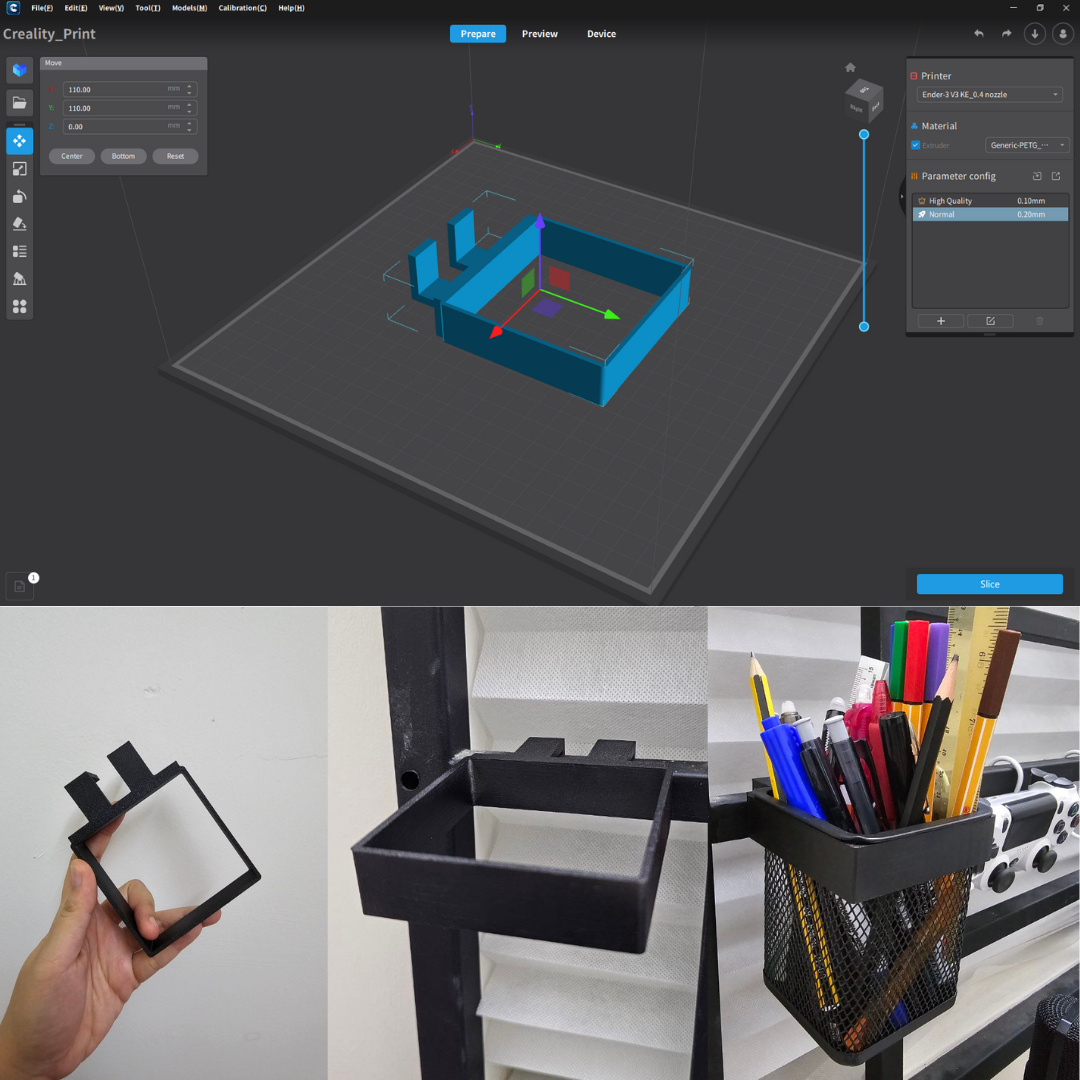 File(F) Edit(E) View(V) Tool(T) Models(M) Calibration(C) Help(H)
Creality_Print
Prepare Preview Device
Move
X: 110.00 mm
Y: 110.00 mm
Z: 0.00 mm
Center Bottom Reset
Printer
Ender-3 V3 KE_0.4 nozzle
Material
Extruder Generic-PETG_...
Parameter config
High Quality 0.10mm
Normal 0.20mm
1
Slice